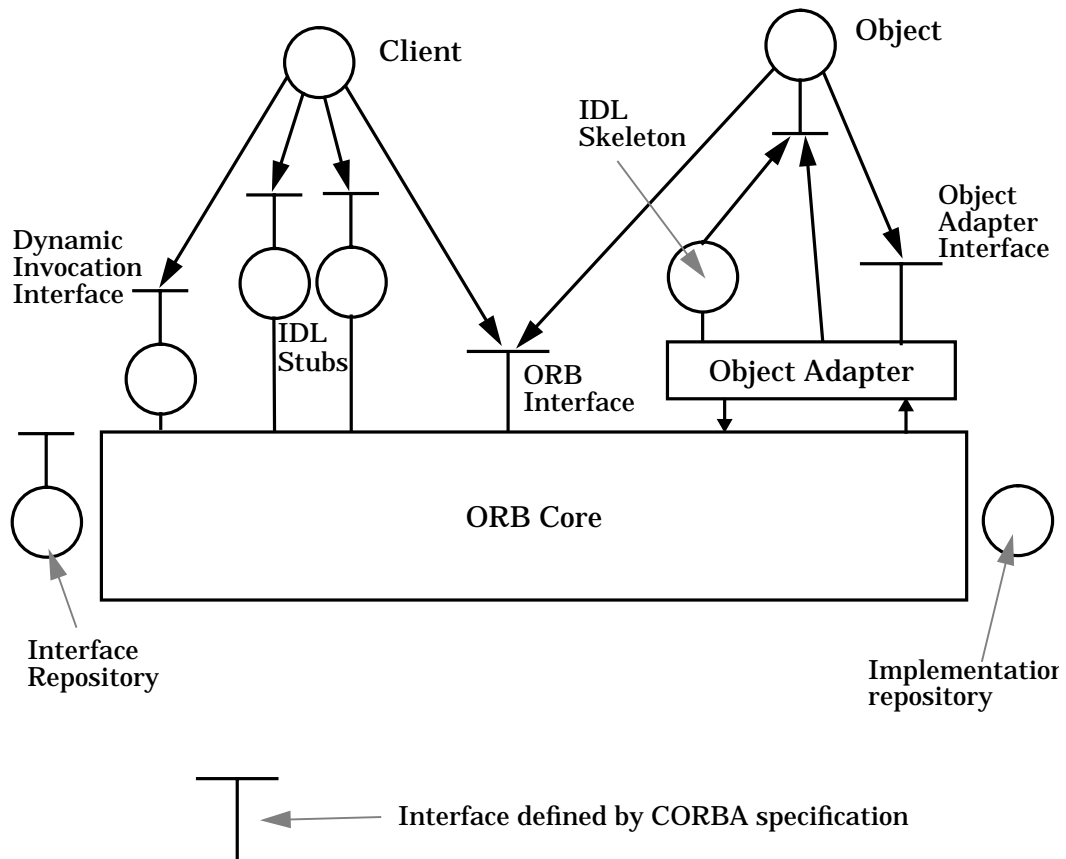 Client
Object
IDL
Skeleton
Object
Adapter
Interface
Dynamic
Invocation
Interface
IDL
Stubs
ORB
Interface
Object Adapter
ORB Core
Interface
Repository
Implementation
repository
Interface defined by CORBA specification